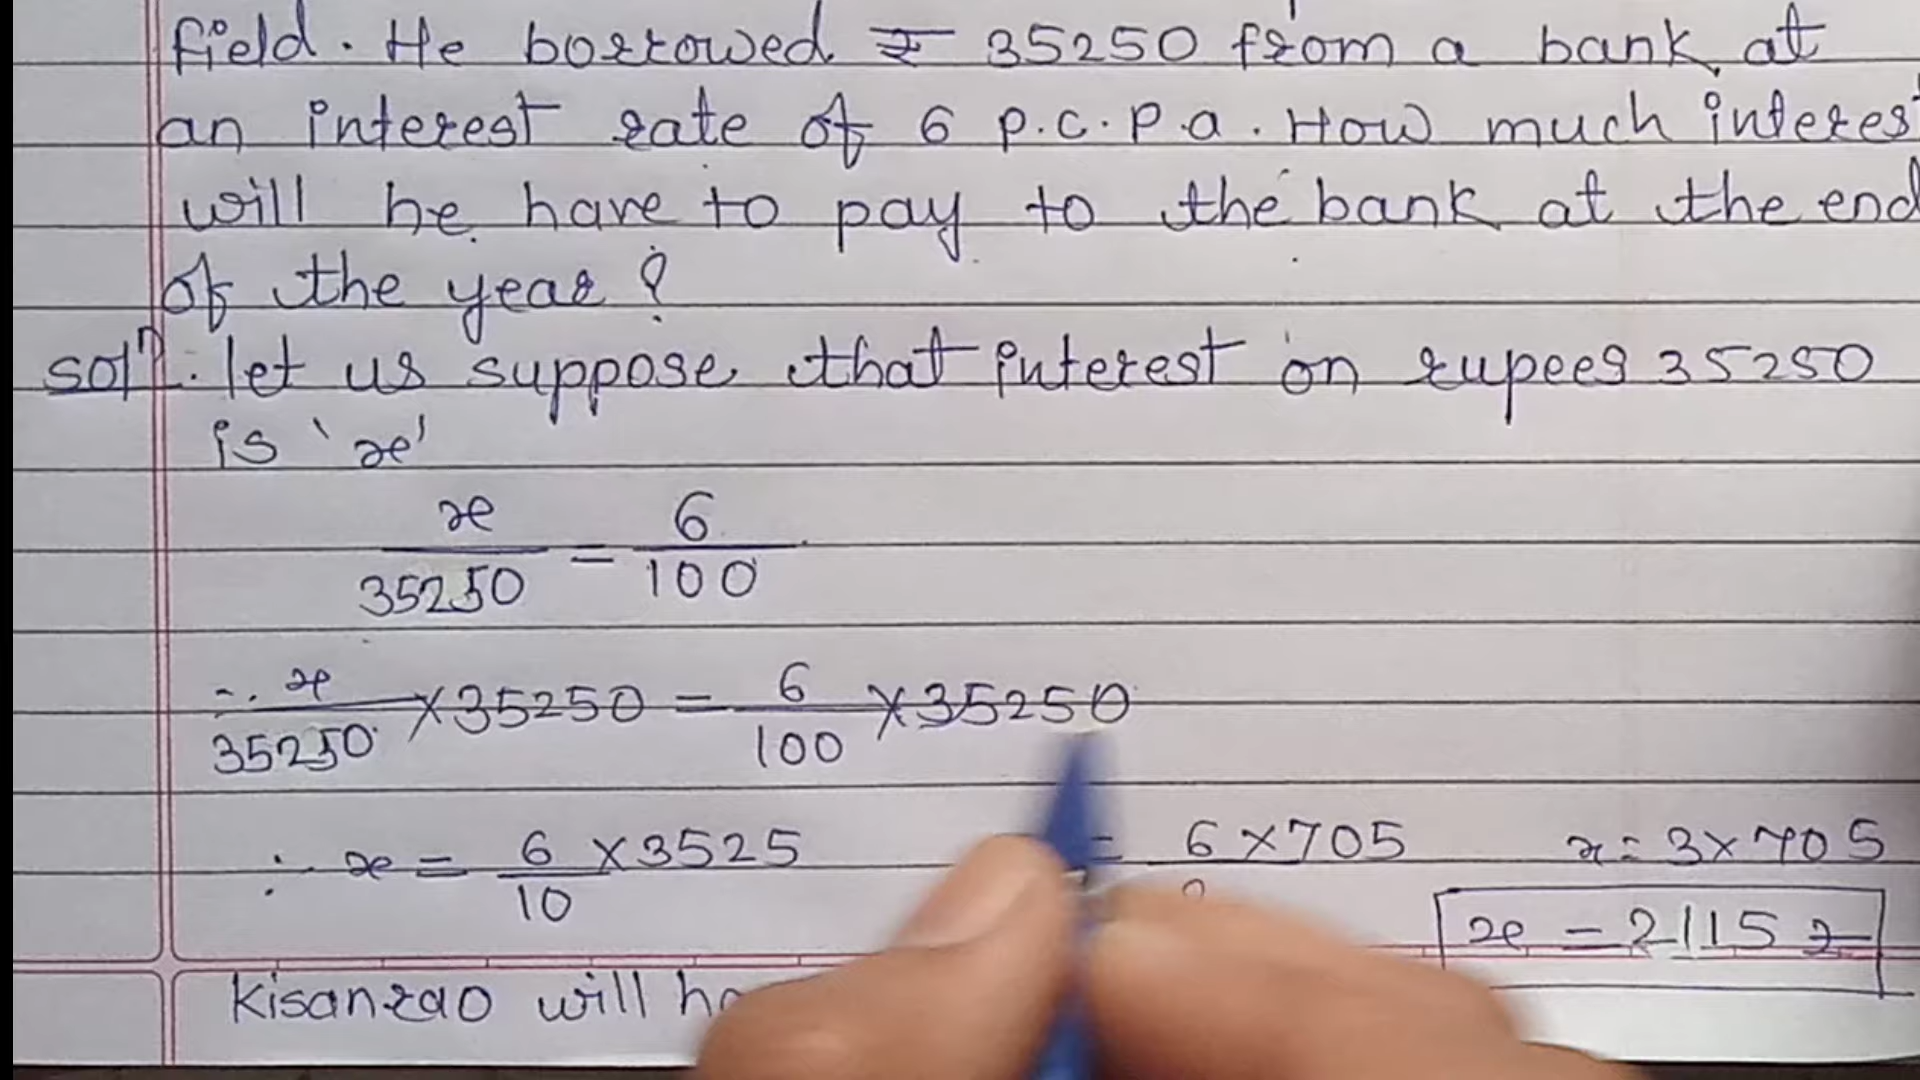 field. He borrowed ₹ 35250 from a bank at
an interest rate of 6 p.c.p.a. How much interes
will he have to pay to the bank at the end
of the year?
solⁿ. let us suppose that interest on rupees 35250
is 'x'
x/35250 = 6/100
∴ x/35250 × 35250 = 6/100 × 35250
∴ x = 6/10 × 3525 = 6 × 705 x = 3 × 705
x = 2115 ₹
kisanrao will